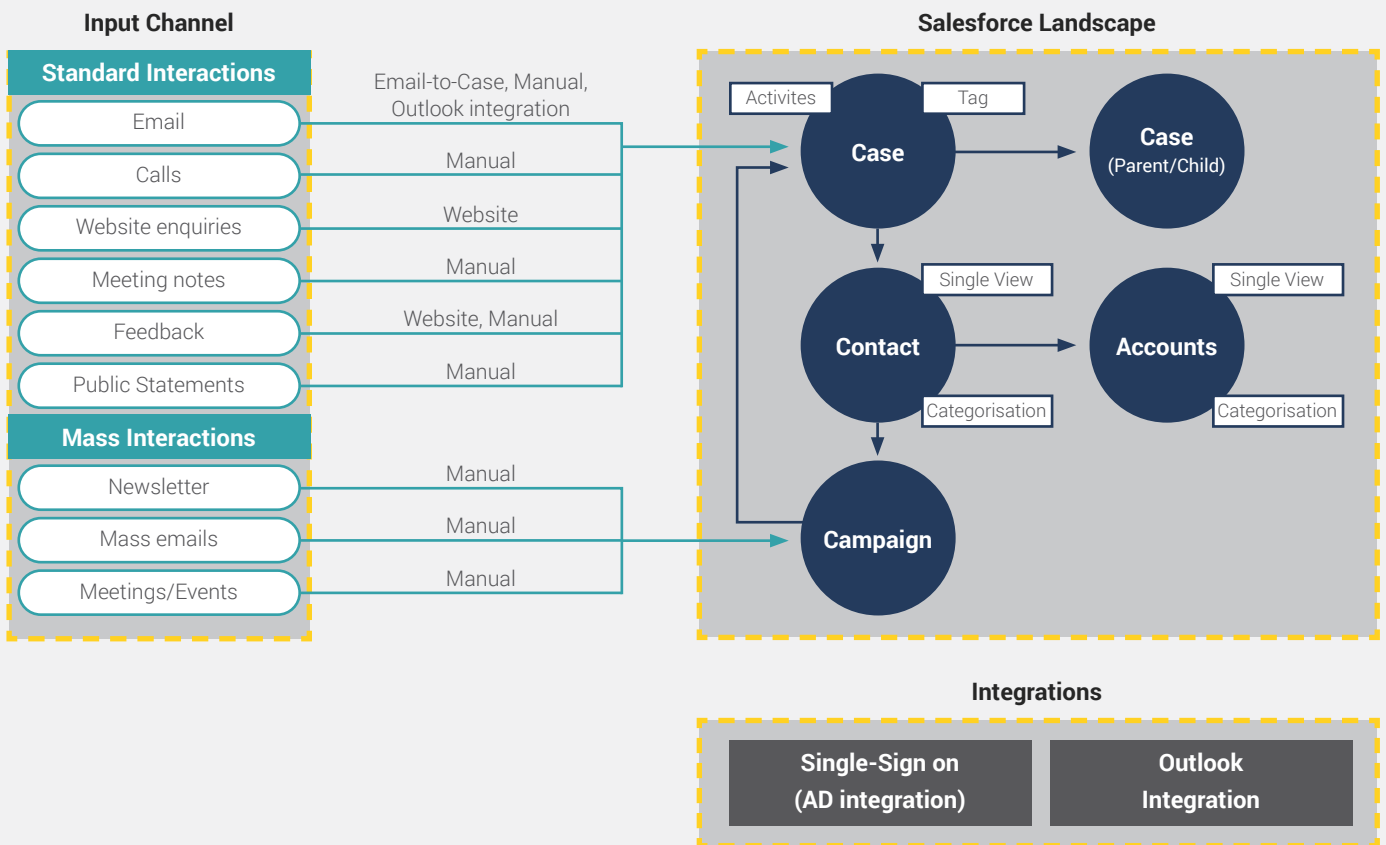 Input Channel
Standard Interactions
Email
Calls
Website enquiries
Meeting notes
Feedback
Public Statements
Mass Interactions
Newsletter
Mass emails
Meetings/Events
Email-to-Case, Manual,
Outlook integration
Manual
Website
Manual
Website, Manual
Manual
Manual
Manual
Manual
Salesforce Landscape
Activites
Tag
Case
Case
(Parent/Child)
Single View
Contact
Categorisation
Single View
Accounts
Categorisation
Campaign
Integrations
Single-Sign on
(AD integration)
Outlook
Integration